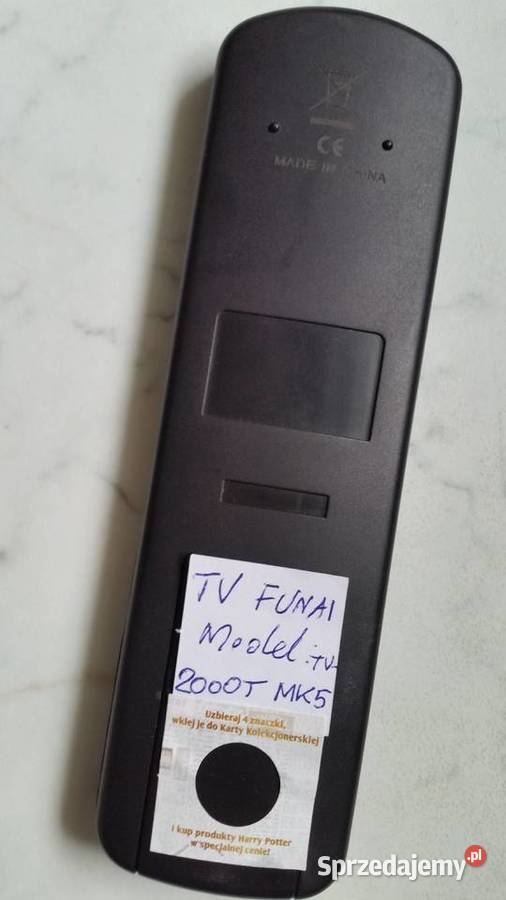 CE
MADE IN CHINA
TV FUNAI
Model: TV-
2000T MK5
Uzbieraj 4 znaczki,
wklej je do Karty Kolekcjonerskiej
i kup produkty Harry Potter
w specjalnej cenie!
Sprzedajemy.pl